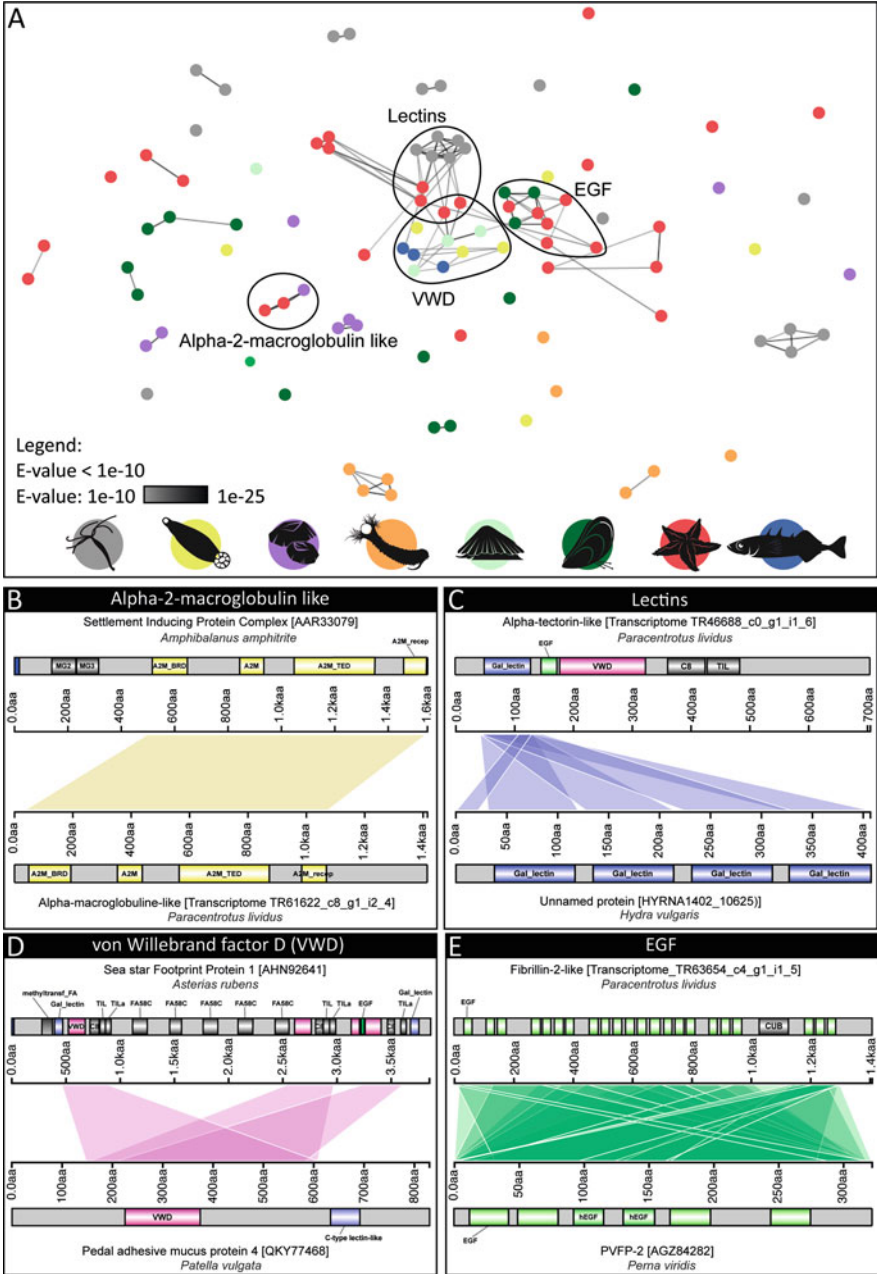 A
Lectins
EGF
VWD
Alpha-2-macroglobulin like
Legend:
E-value < 1e-10
E-value: 1e-10 1e-25
B Alpha-2-macroglobulin like
Settlement Inducing Protein Complex [AAR33079]
Amphibalanus amphitrite
A2M_recep
MG2 MG3 A2M_BRD A2M A2M_TED
0.0aa 200aa 400aa 600aa 800aa 1.0kaa 1.2kaa 1.4kaa 1.6kaa
0.0aa 200aa 400aa 600aa 800aa 1.0kaa 1.2kaa 1.4kaa
A2M_BRD A2M A2M_TED A2M_recep
Alpha-macroglobuline-like [Transcriptome TR61622_c8_g1_i2_4]
Paracentrotus lividus
C Lectins
Alpha-tectorin-like [Transcriptome TR46688_c0_g1_i1_6]
Paracentrotus lividus
EGF
Gal_lectin VWD C8 TIL
0.0aa 100aa 200aa 300aa 400aa 500aa 600aa 700aa
0.0aa 50aa 100aa 150aa 200aa 250aa 300aa 350aa 400aa
Gal_lectin Gal_lectin Gal_lectin Gal_lectin
Unnamed protein [HYRNA1402_10625)]
Hydra vulgaris
D von Willebrand factor D (VWD)
Sea star Footprint Protein 1 [AHN92641]
Asterias rubens
methyltransf_FA Gal_lectin TIL TILa FA58C FA58C FA58C FA58C FA58C TIL TILa EGF TILa Gal_lectin
VWD C8
0.0aa 500aa 1.0kaa 1.5kaa 2.0kaa 2.5kaa 3.0kaa 3.5kaa
0.0aa 100aa 200aa 300aa 400aa 500aa 600aa 700aa 800aa
VWD
C-type lectin-like
Pedal adhesive mucus protein 4 [QKY77468]
Patella vulgata
E EGF
Fibrillin-2-like [Transcriptome_TR63654_c4_g1_i1_5]
Paracentrotus lividus
EGF
CUB
0.0aa 200aa 400aa 600aa 800aa 1.0kaa 1.2kaa 1.4kaa
0.0aa 50aa 100aa 150aa 200aa 250aa 300aa
hEGF hEGF
EGF
PVFP-2 [AGZ84282]
Perna viridis